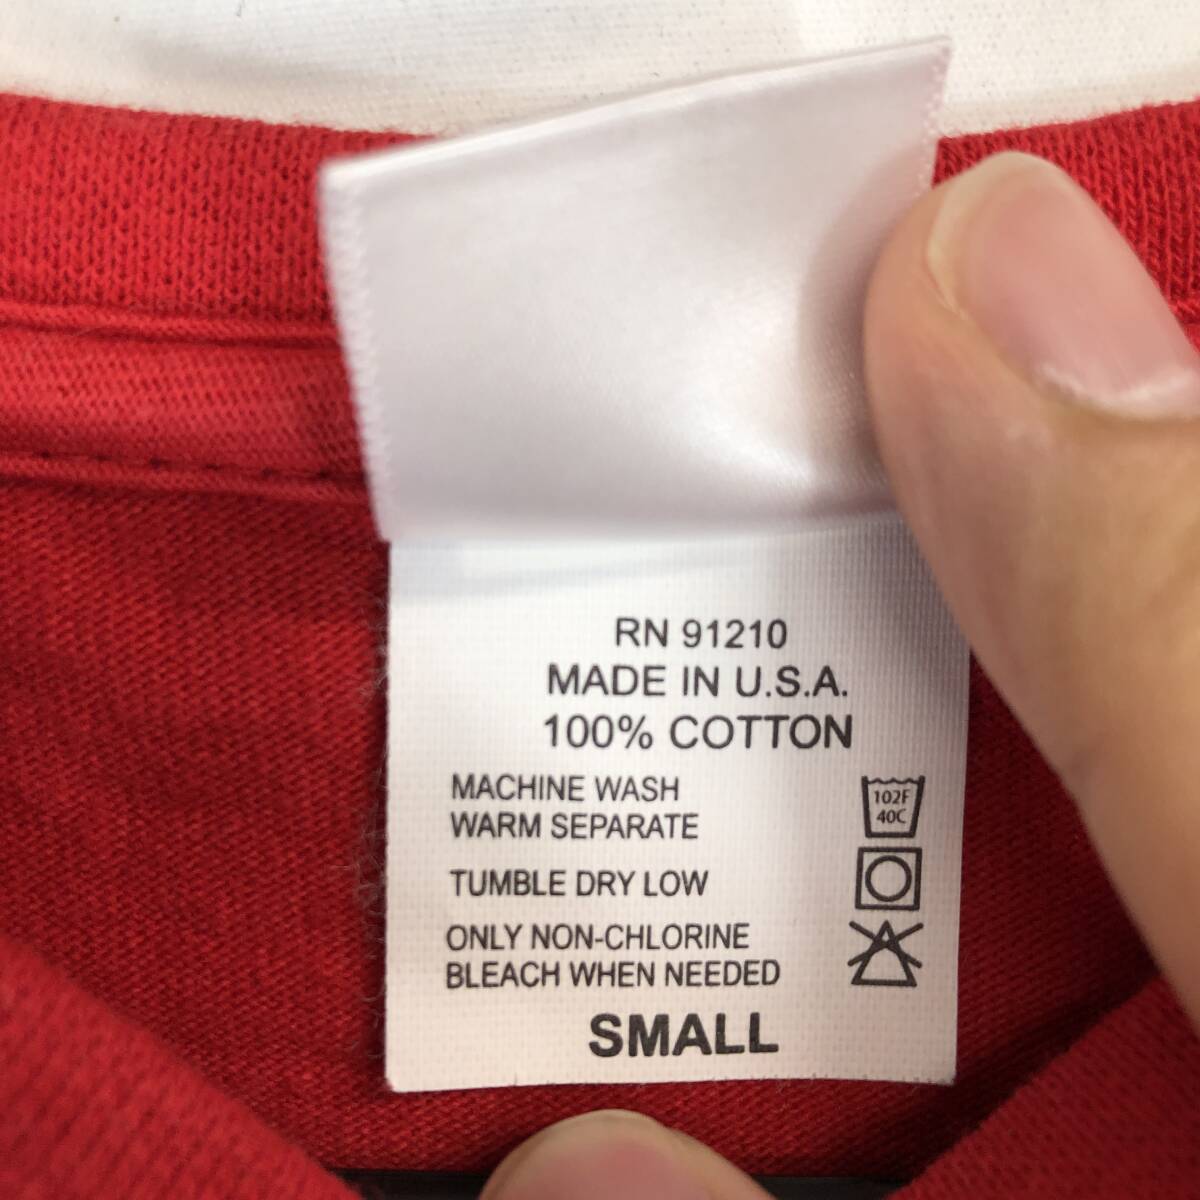 RN 91210
MADE IN U.S.A.
100% COTTON
MACHINE WASH
WARM SEPARATE
102F
40C
TUMBLE DRY LOW
ONLY NON-CHLORINE
BLEACH WHEN NEEDED
SMALL